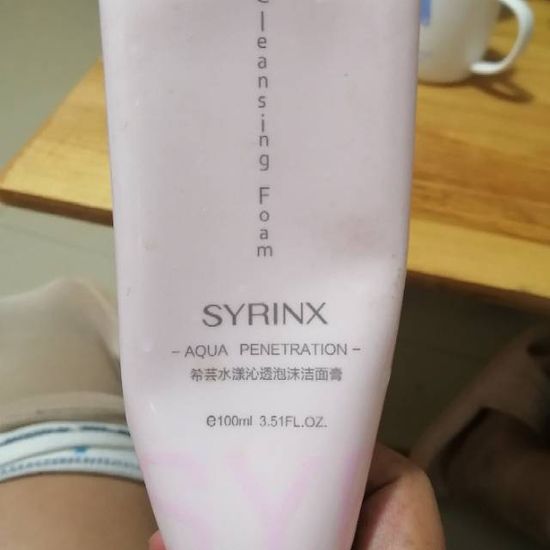 Cleansing Foam
SYRINX
- AQUA PENETRATION -
希芸水漾沁透泡沫洁面膏
℮100ml 3.51FL.OZ.